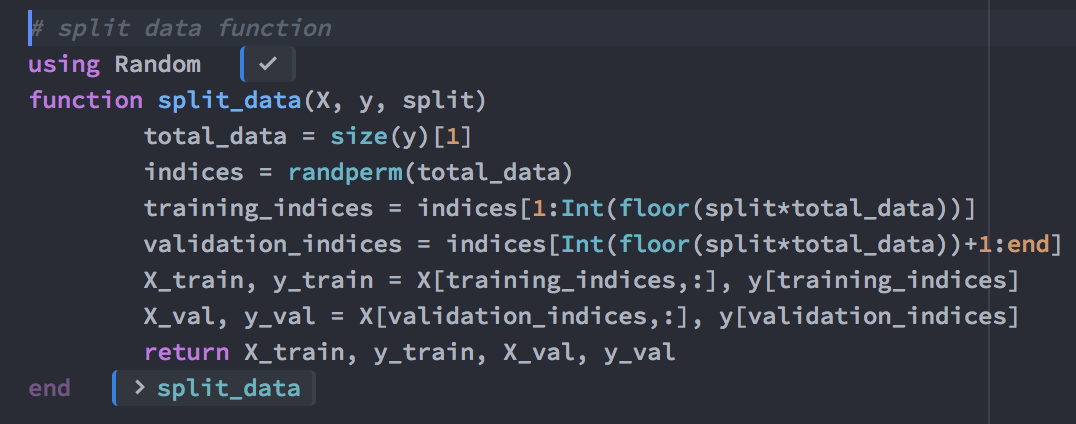 # split data function
using Random ✓
function split_data(X, y, split)
total_data = size(y)[1]
indices = randperm(total_data)
training_indices = indices[1:Int(floor(split*total_data))]
validation_indices = indices[Int(floor(split*total_data))+1:end]
X_train, y_train = X[training_indices,:], y[training_indices]
X_val, y_val = X[validation_indices,:], y[validation_indices]
return X_train, y_train, X_val, y_val
end > split_data